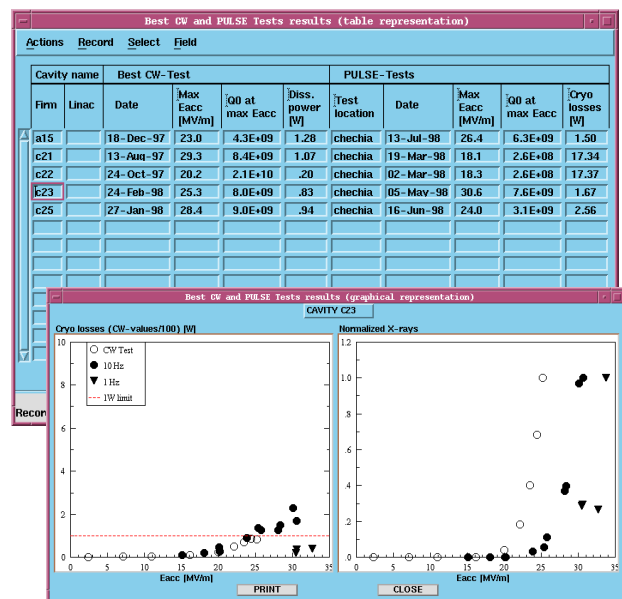 Best CW and PULSE Tests results (table representation)
Actions Record Select Field
Cavity name Best CW-Test PULSE-Tests
Firm Linac Date Max Eacc [MV/m] Q0 at max Eacc Diss. power [W] Test location Date Max Eacc [MV/m] Q0 at max Eacc Cryo losses [W]
a15 18-Dec-97 23.0 4.3E+09 1.28 chechia 13-Jul-98 26.4 6.3E+09 1.50
c21 13-Aug-97 29.3 8.4E+09 1.07 chechia 19-Mar-98 18.1 2.6E+08 17.34
c22 24-Oct-97 20.2 2.1E+10 .20 chechia 02-Mar-98 18.3 2.6E+08 17.37
c23 24-Feb-98 25.3 8.0E+09 .83 chechia 05-May-98 30.6 7.6E+09 1.67
c25 27-Jan-98 28.4 9.0E+09 .94 chechia 16-Jun-98 24.0 3.1E+09 2.56
Recor
Best CW and PULSE Tests results (graphical representation)
CAVITY C23
Cryo losses (CW-values/100) [W]
10
8
6
4
2
0
CW Test
10 Hz
1 Hz
1W limit
0 5 10 15 20 25 30 35
Eacc [MV/m]
Normalized X-rays
1.2
1
.8
.6
.4
.2
0
0 5 10 15 20 25 30 35
Eacc [MV/m]
PRINT CLOSE